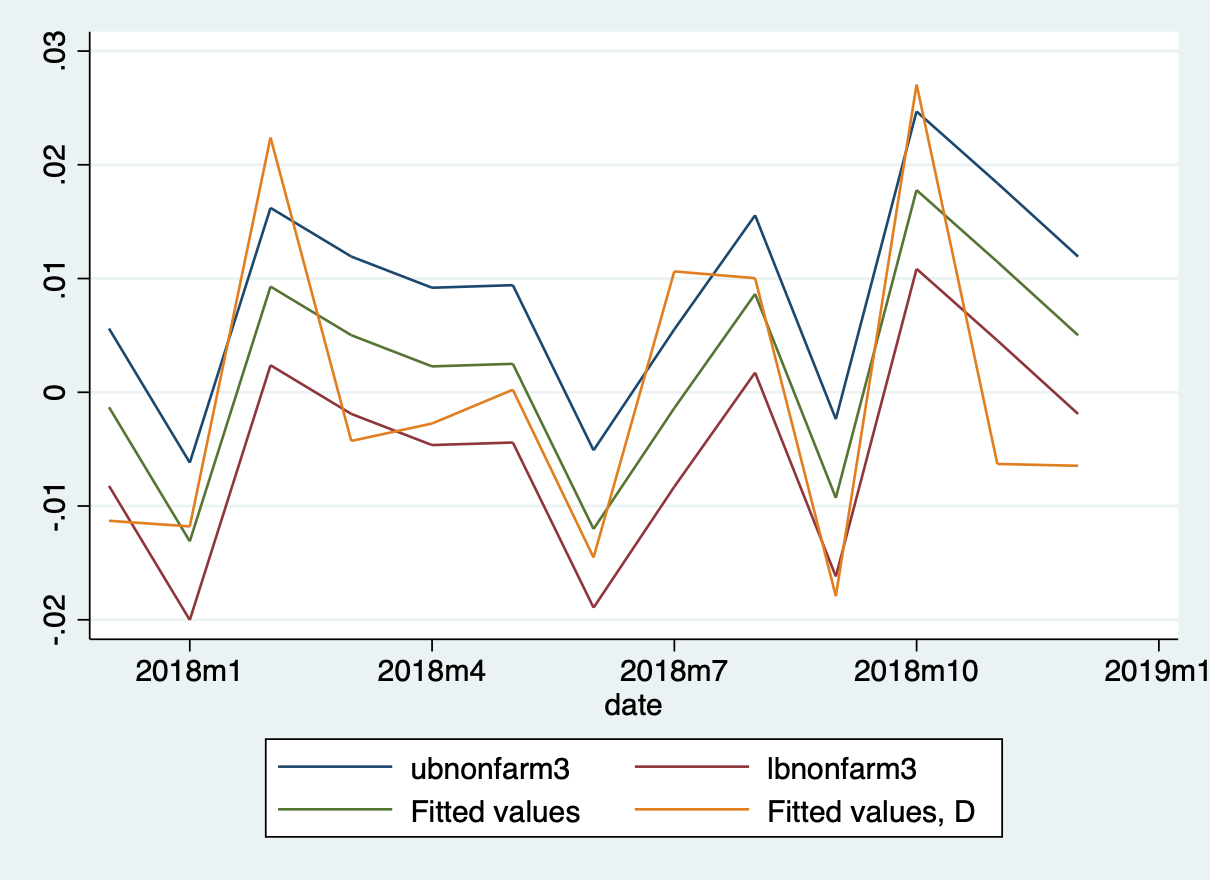 .03
.02
.01
0
-.01
-.02
2018m1 2018m4 2018m7 2018m10 2019m1
date
ubnonfarm3 lbnonfarm3
Fitted values Fitted values, D